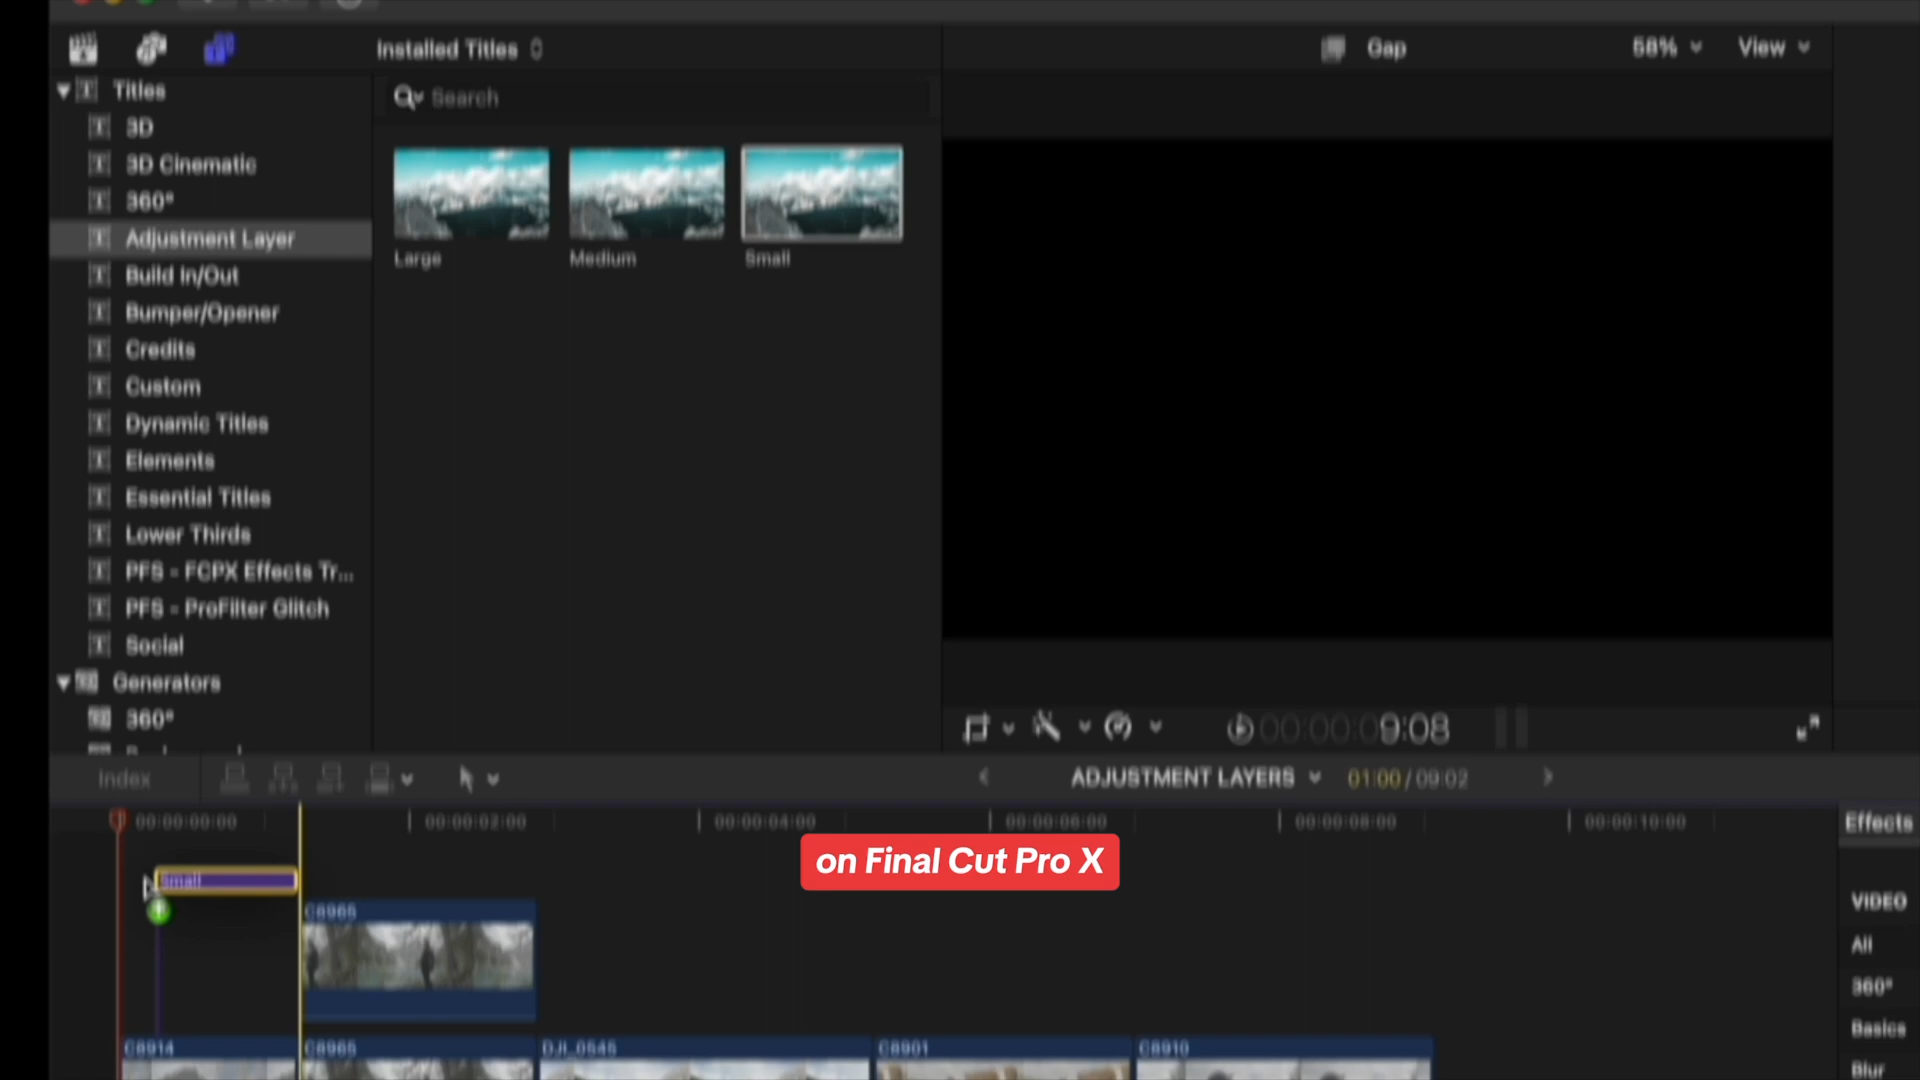 Installed Titles
Gap
58%
View
Titles
Search
3D
3D Cinematic
360°
Adjustment Layer
Large
Medium
Small
Build In/Out
Bumper/Opener
Credits
Custom
Dynamic Titles
Elements
Essential Titles
Lower Thirds
PFS - FCPX Effects Tr...
PFS - ProFilter Glitch
Social
Generators
360°
00:00:09:08
Index
ADJUSTMENT LAYERS
01:00 / 09:02
00:00:00:00
00:00:02:00
00:00:04:00
00:00:06:00
00:00:08:00
00:00:10:00
Effects
on Final Cut Pro X
Small
C8965
VIDEO
All
360°
Basics
Blur
C8914
C8965
DJI_0545
C8901
C8910